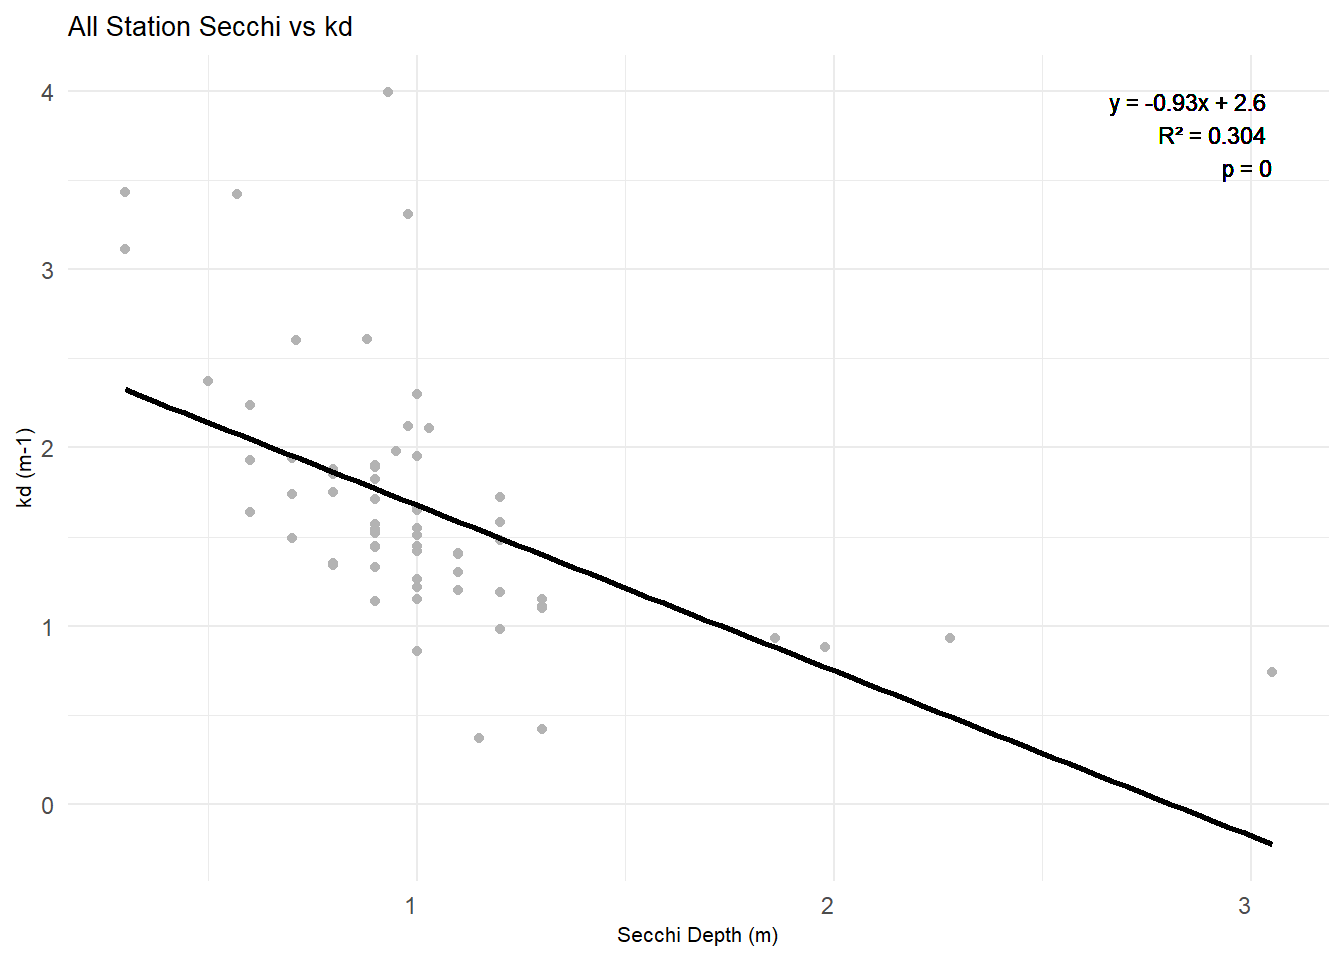 All Station Secchi vs kd
y = -0.93x + 2.6
R² = 0.304
p = 0
4
3
2
1
0
kd (m-1)
1
2
3
Secchi Depth (m)